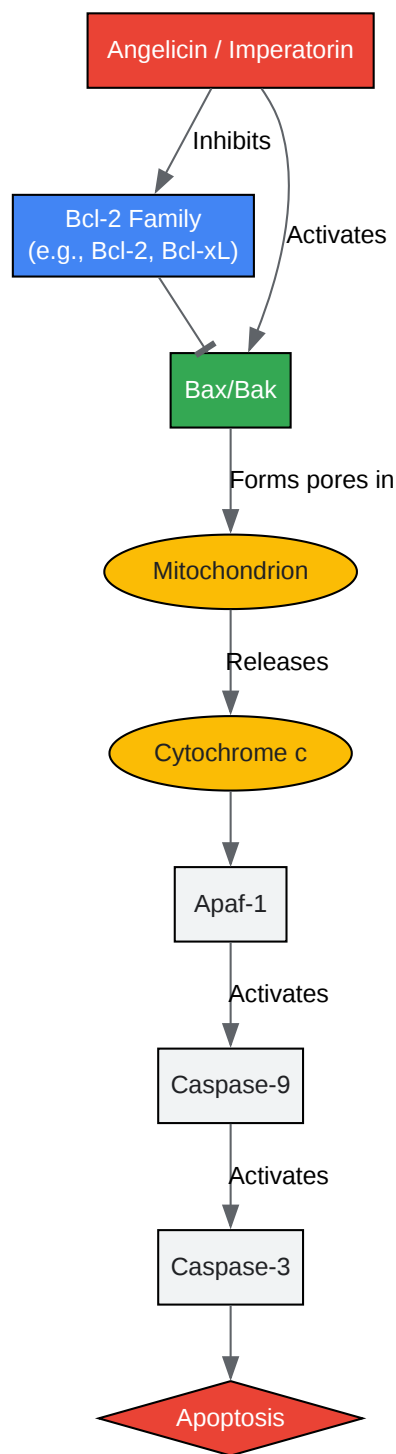 Angelicin / Imperatorin
Inhibits
Bcl-2 Family
(e.g., Bcl-2, Bcl-xL)
Activates
Bax/Bak
Forms pores in
Mitochondrion
Releases
Cytochrome c
Apaf-1
Activates
Caspase-9
Activates
Caspase-3
Apoptosis